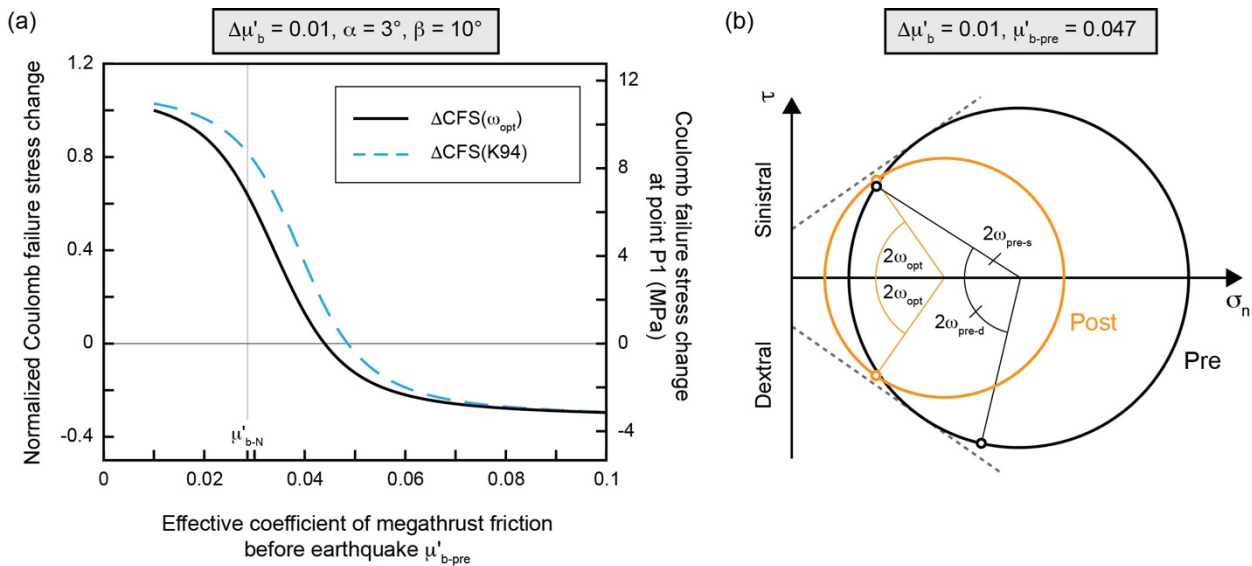 (a)
Δμ'b = 0.01, α = 3°, β = 10°
Normalized Coulomb failure stress change
1.2
0.8
0.4
0
-0.4
ΔCFS(ωopt)
ΔCFS(K94)
μ'b-N
12
8
4
0
-4
Coulomb failure stress change
at point P1 (MPa)
0
0.02
0.04
0.06
0.08
0.1
Effective coefficient of megathrust friction
before earthquake μ'b-pre
(b)
Δμ'b = 0.01, μ'b-pre = 0.047
τ
Sinistral
Dextral
2ωpre-s
2ωopt
2ωopt
2ωpre-d
σn
Post
Pre